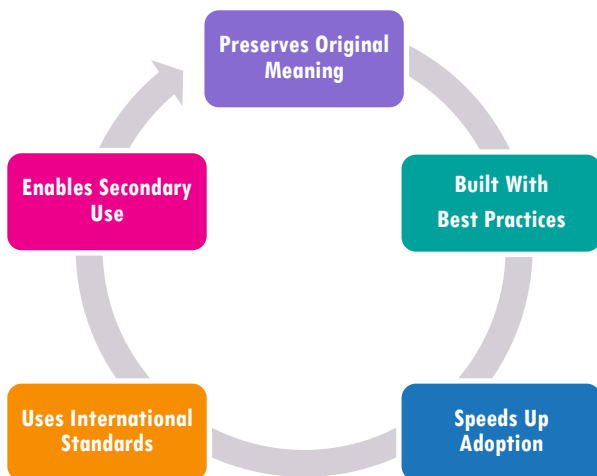 Preserves Original
Meaning
Built With
Best Practices
Speeds Up
Adoption
Uses International
Standards
Enables Secondary
Use